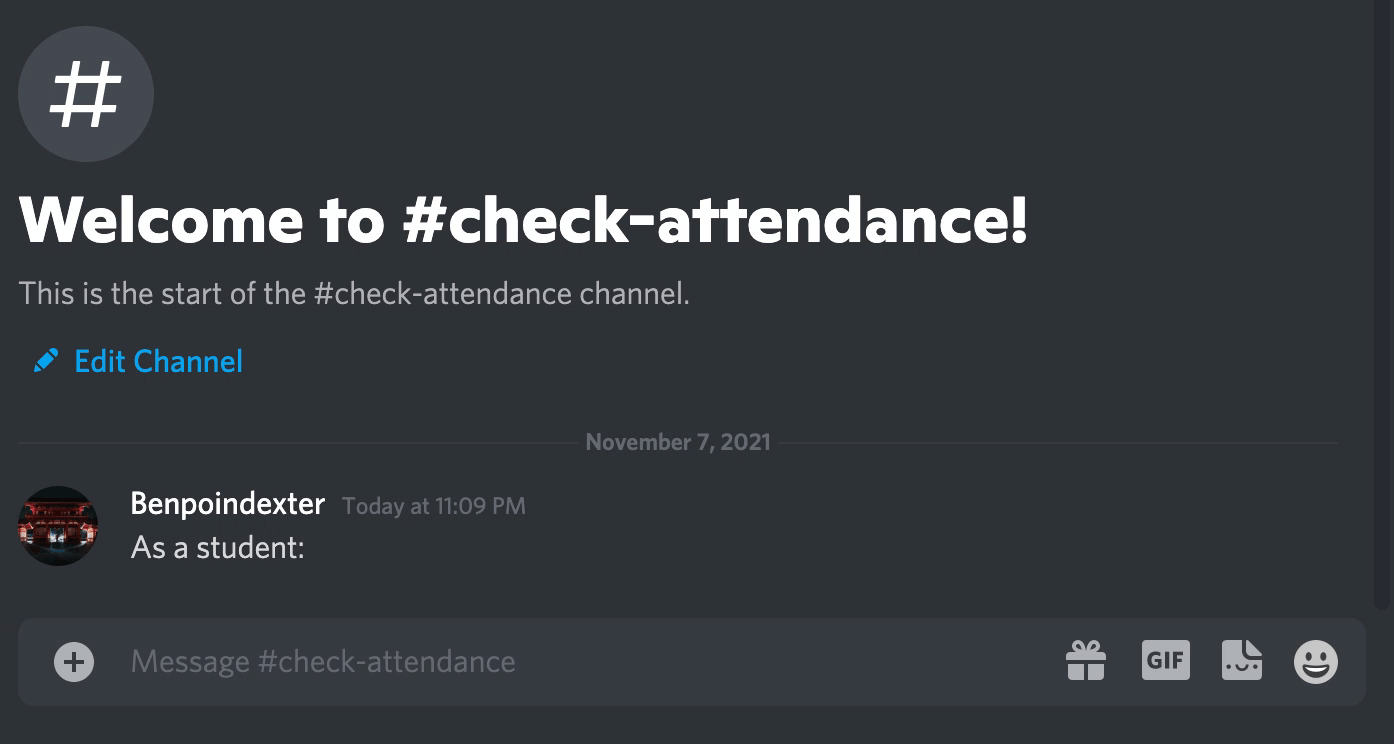 #
Welcome to #check-attendance!
This is the start of the #check-attendance channel.
Edit Channel
November 7, 2021
Benpoindexter Today at 11:09 PM
As a student:
Message #check-attendance GIF